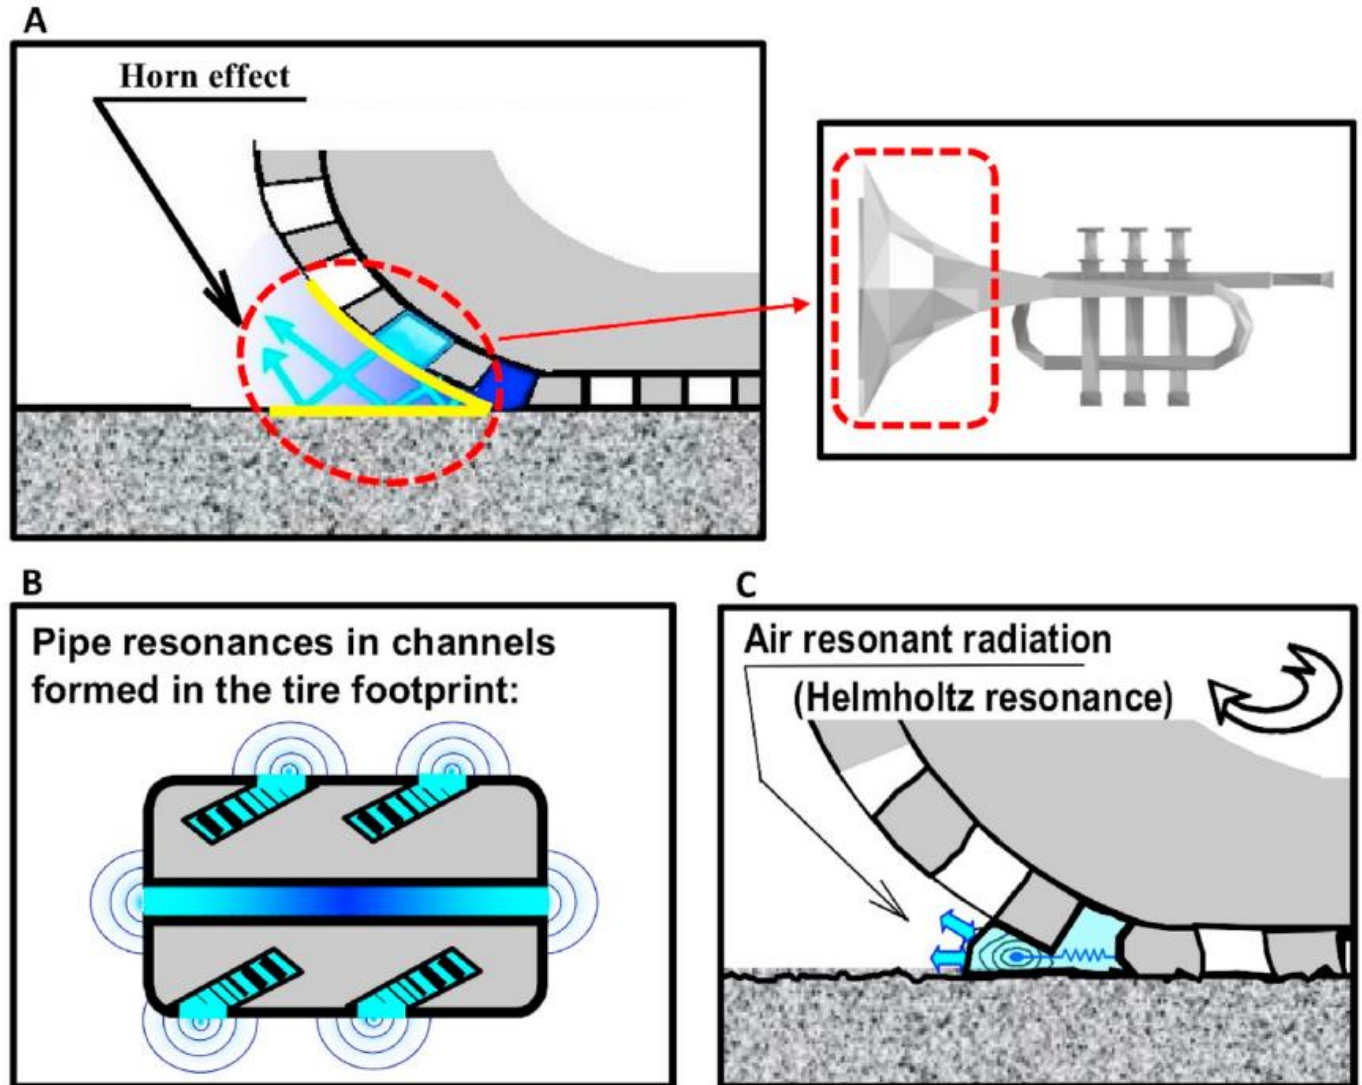 A
Horn effect
B
Pipe resonances in channels
formed in the tire footprint:
C
Air resonant radiation
(Helmholtz resonance)